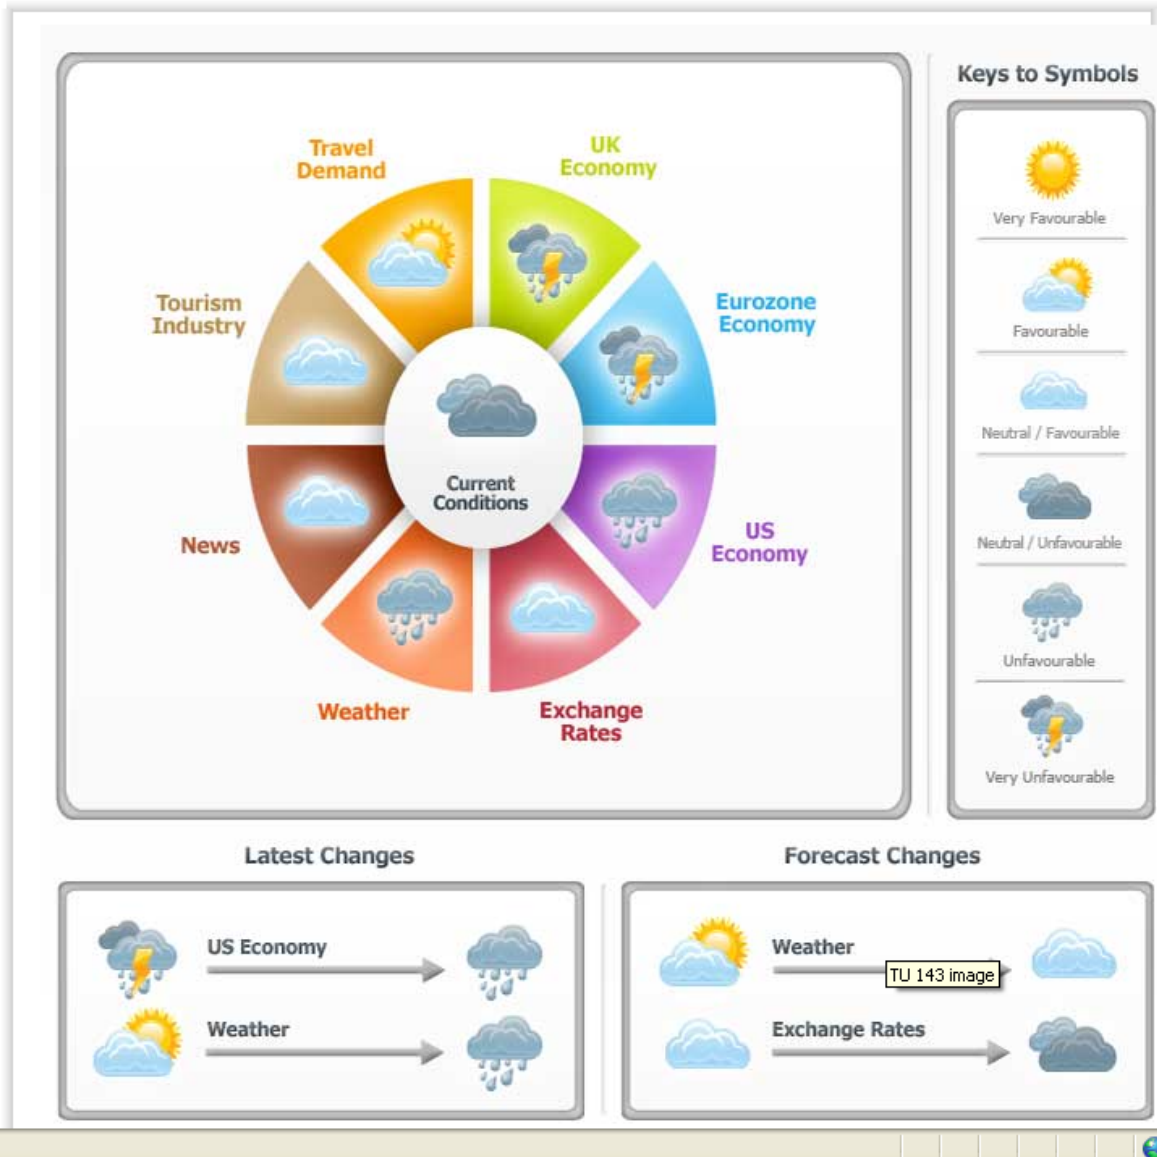 Keys to Symbols
Travel
Demand
UK
Economy
Very Favourable
Tourism
Industry
Eurozone
Economy
Favourable
Neutral / Favourable
Current
Conditions
News
US
Economy
Neutral / Unfavourable
Unfavourable
Weather
Exchange
Rates
Very Unfavourable
Latest Changes
US Economy
Weather
Forecast Changes
Weather
TU 143 image
Exchange Rates